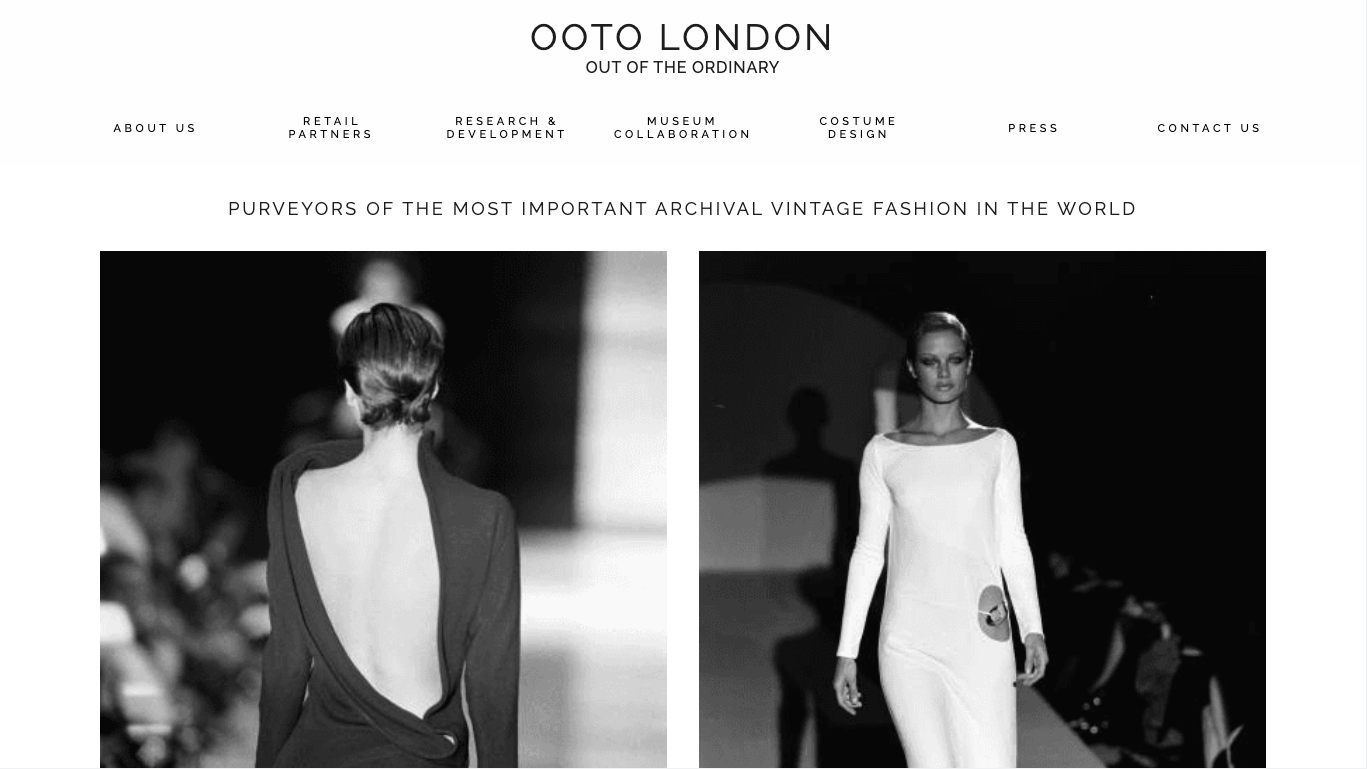 OOTO LONDON
OUT OF THE ORDINARY
ABOUT US
RETAIL
PARTNERS
RESEARCH &
DEVELOPMENT
MUSEUM
COLLABORATION
COSTUME
DESIGN
PRESS
CONTACT US
PURVEYORS OF THE MOST IMPORTANT ARCHIVAL VINTAGE FASHION IN THE WORLD